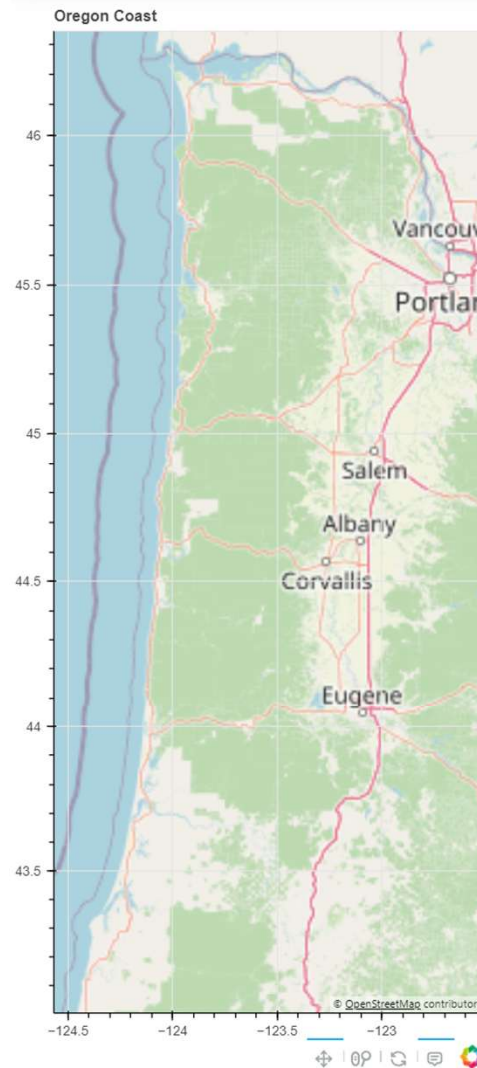 Oregon Coast
46
Vancouv
45.5
Portlar
45
Salem
Albany
44.5
Corvallis
Eugene
44
43.5
© OpenStreetMap contributor
−124.5 −124 −123.5 −123